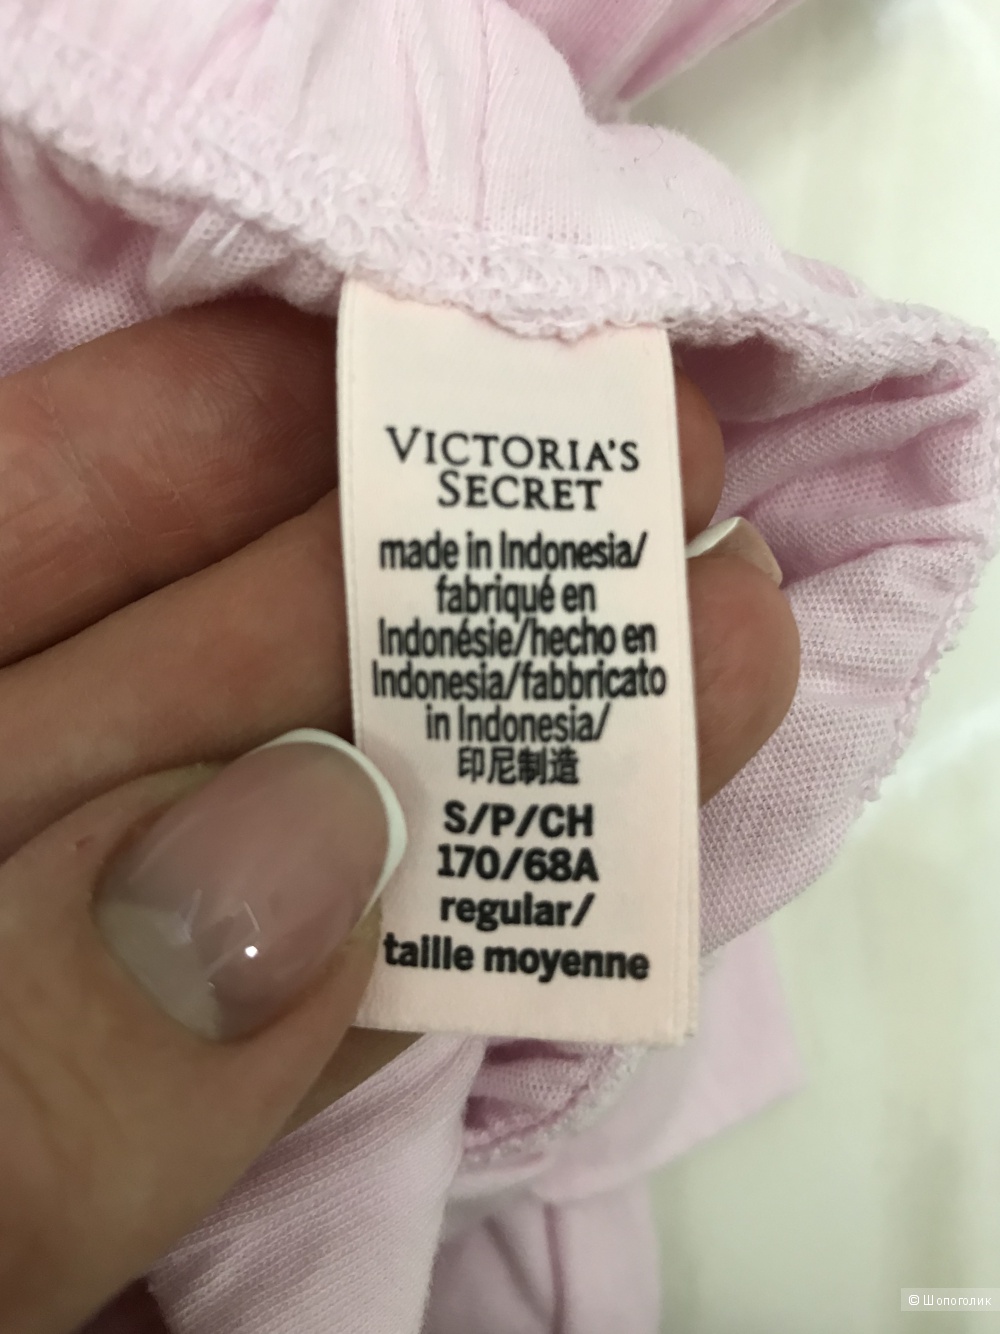 VICTORIA'S
SECRET
made in Indonesia/
fabriqué en
Indonésie/hecho en
Indonesia/fabbricato
in Indonesia/
印尼制造
S/P/CH
170/68A
regular/
taille moyenne
© Шопоголик